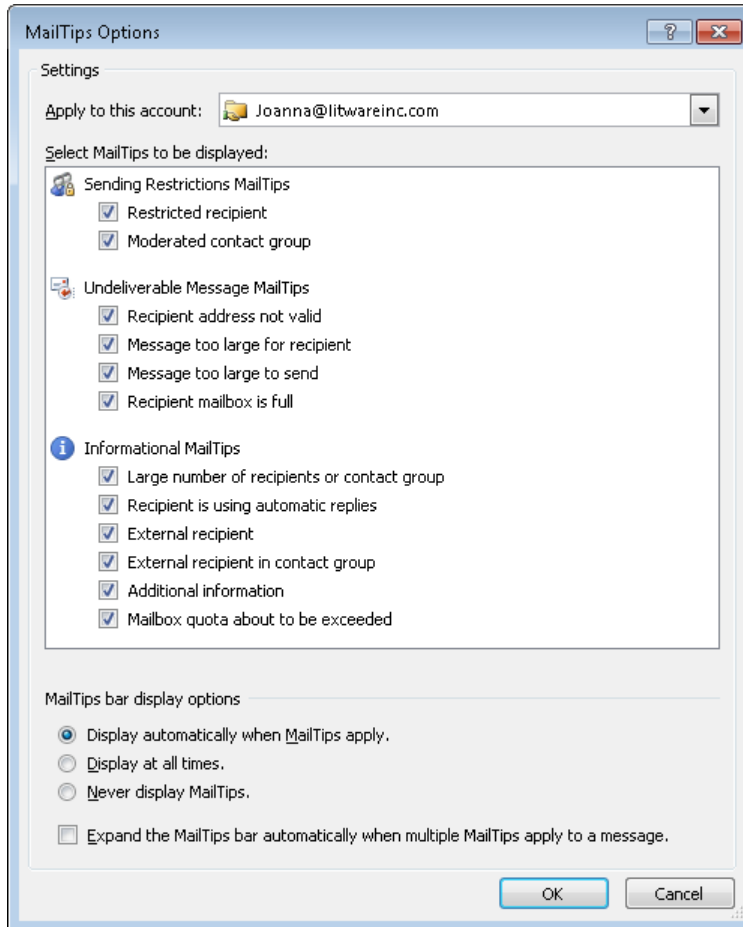 MailTips Options
Settings
Apply to this account: Joanna@litwareinc.com
Select MailTips to be displayed:
Sending Restrictions MailTips
Restricted recipient
Moderated contact group
Undeliverable Message MailTips
Recipient address not valid
Message too large for recipient
Message too large to send
Recipient mailbox is full
Informational MailTips
Large number of recipients or contact group
Recipient is using automatic replies
External recipient
External recipient in contact group
Additional information
Mailbox quota about to be exceeded
MailTips bar display options
Display automatically when MailTips apply.
Display at all times.
Never display MailTips.
Expand the MailTips bar automatically when multiple MailTips apply to a message.
OK Cancel